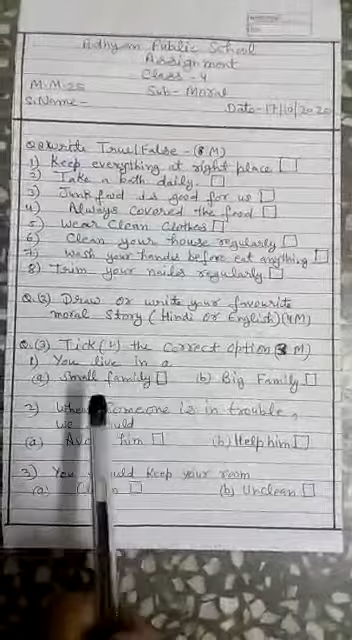 Adhyan Public School
Assignment
Class - 4
M.M-25 Sub- Moral
S.Name- Date-17/10/2020
Write True/False - (8 M)
1) Keep everything at right place
2) Take a bath daily.
3) Junk food is good for us
4) Always covered the food
5) Wear Clean Clothes
6) Clean your house regularly
7) Wash your hands before eat anything
8) Trim your nails regularly
Q.(2) Draw or write your favourite
moral Story (Hindi or English) (4M)
Q.(3) Tick (✓) the Correct option (3 M)
1) You live in a
(a) Small family (b) Big Family
2) When Someone is in trouble,
we
(a) him (b) Help him
3) You Keep your room
(a) (b) Unclean